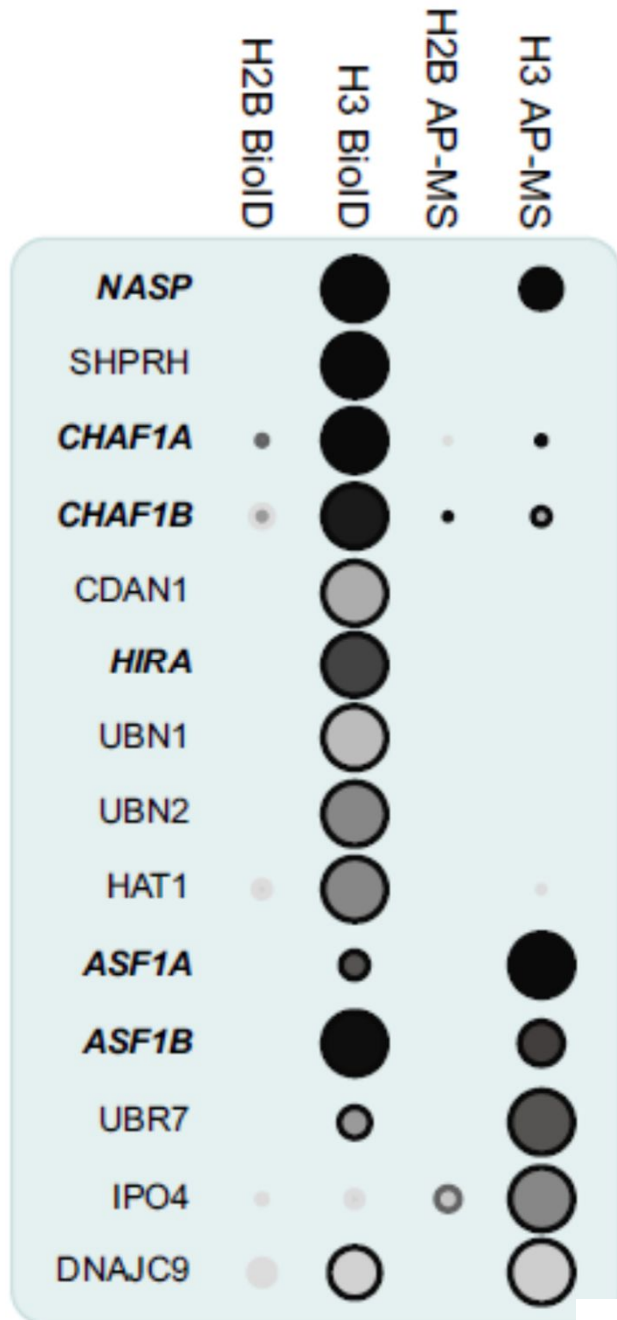 H2B BioID
H3 BioID
H2B AP-MS
H3 AP-MS
NASP
SHPRH
CHAF1A
CHAF1B
CDAN1
HIRA
UBN1
UBN2
HAT1
ASF1A
ASF1B
UBR7
IPO4
DNAJC9